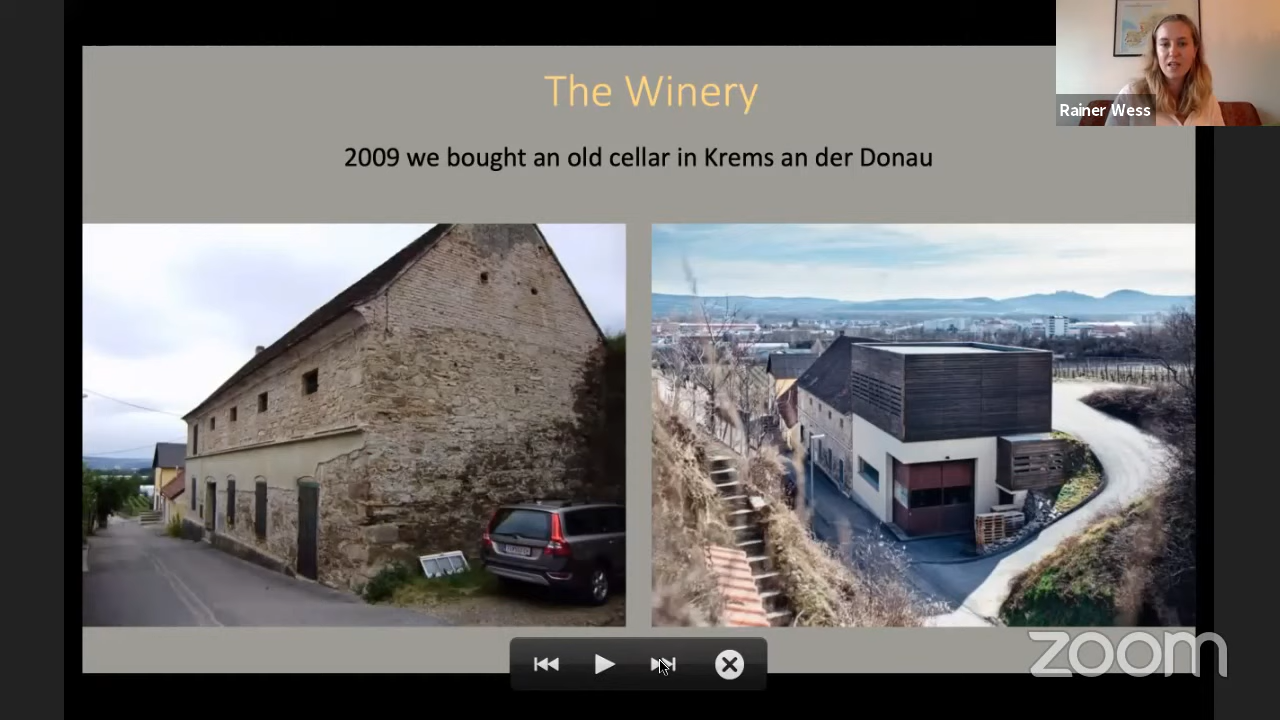 The Winery
Rainer Wess
2009 we bought an old cellar in Krems an der Donau
zoom